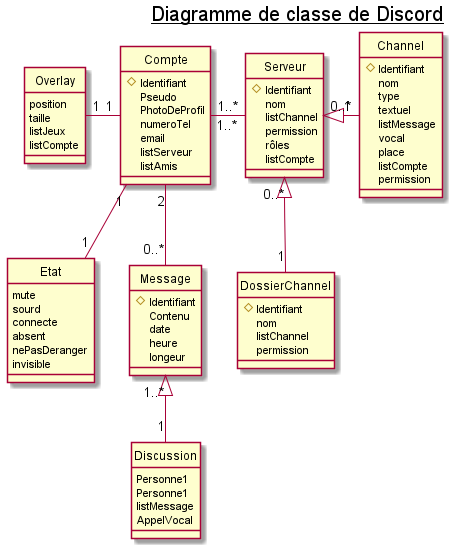 Diagramme de classe de Discord
Overlay
position
taille
listJeux
listCompte
1 1
Compte
Identifiant
Pseudo
PhotoDeProfil
numeroTel
email
listServeur
listAmis
1..*
1..*
Serveur
Identifiant
nom
listChannel
permission
rôles
listCompte
0..*
1
Channel
Identifiant
nom
type
textuel
listMessage
vocal
place
listCompte
permission
1
1
2
0..*
0..*
1
Etat
mute
sourd
connecte
absent
nePasDeranger
invisible
Message
Identifiant
Contenu
date
heure
longeur
DossierChannel
Identifiant
nom
listChannel
permission
1..*
1
Discussion
Personne1
Personne1
listMessage
AppelVocal